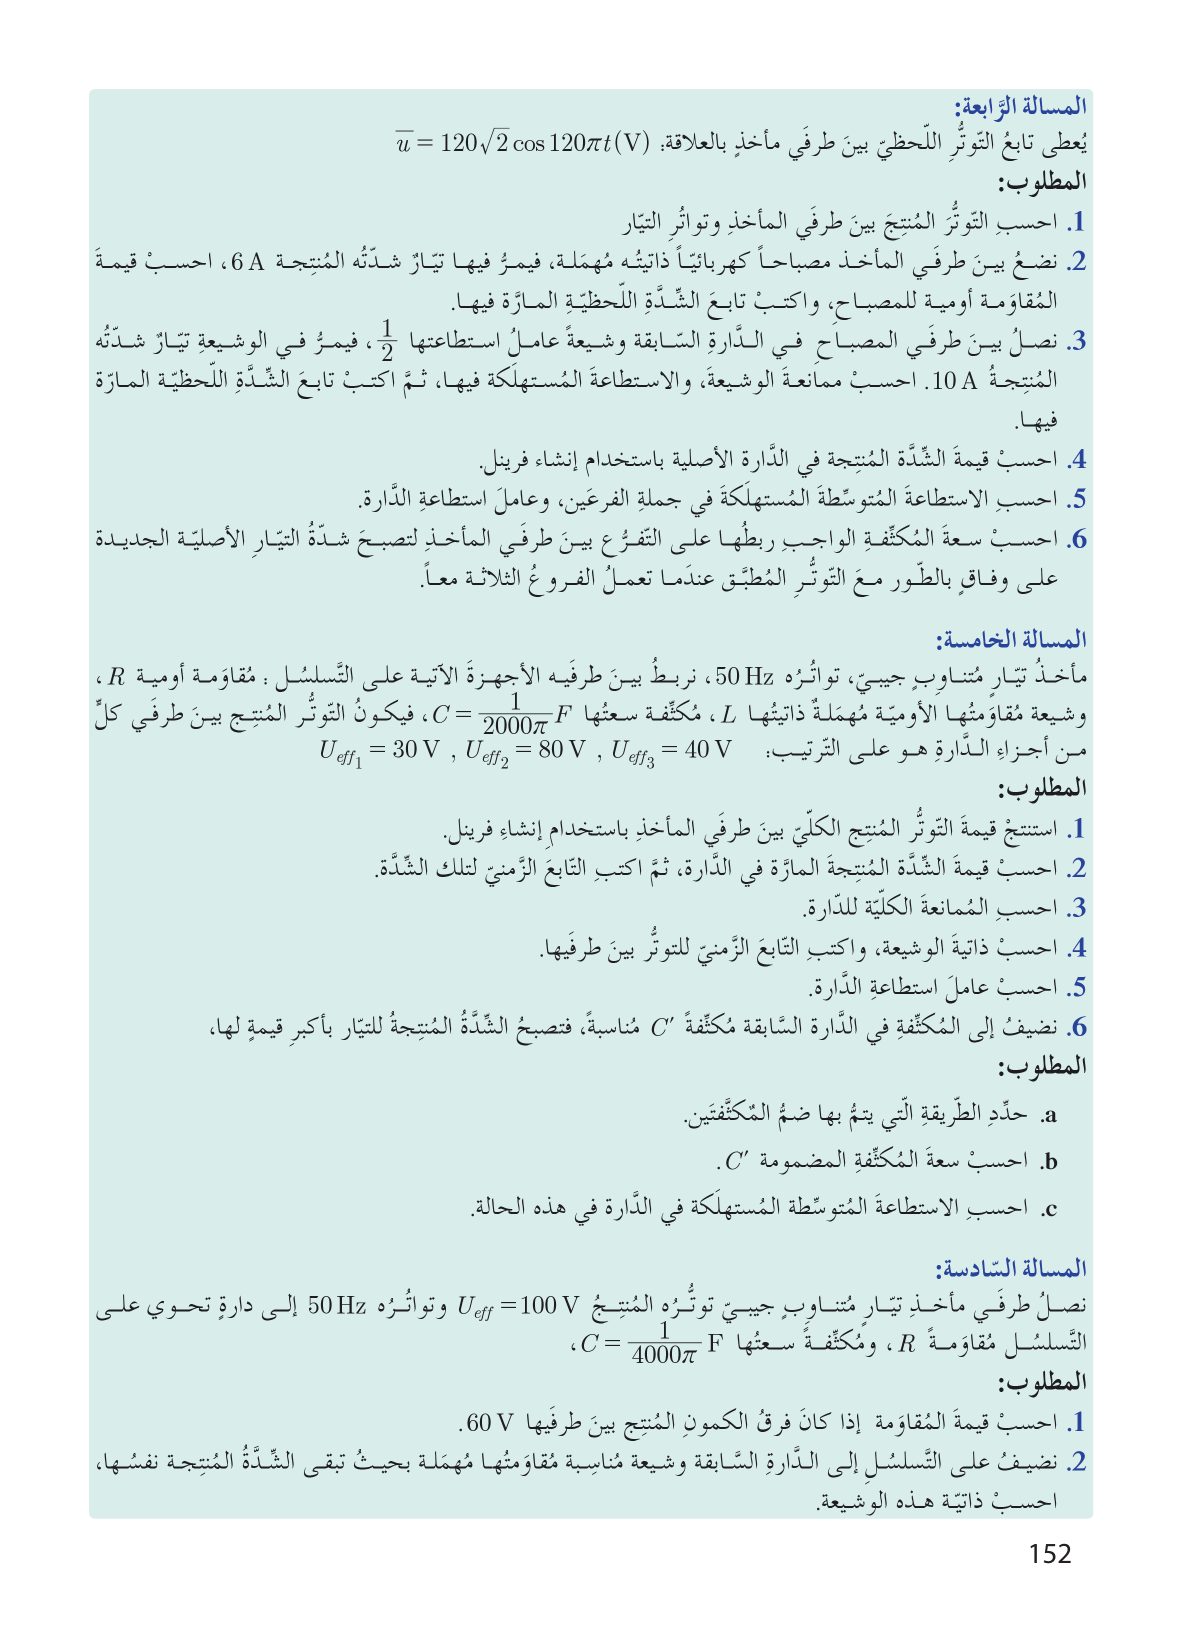 المسالة الرَّابعة:
يُعطى تابعُ التّوتُّرِ اللّحظيّ بينَ طرفَي مأخذٍ بالعلاقة: u̅ = 120√2 cos 120πt (V)
المطلوب:
1. احسبِ التّوتُّرَ المُنتِجَ بينَ طرفَي المأخذِ وتواتُرِ التيّار
2. نضعُ بينَ طرفَي المأخذ مصباحاً كهربائيّاً ذاتيتُه مُهمَلة، فيمرُّ فيها تيّارٌ شدّتُه المُنتِجة 6 A، احسبْ قيمةَ
المُقاوَمة أومية للمصباحِ، واكتبْ تابعَ الشِّدَّةِ اللّحظيّةِ المارَّة فيها.
3. نصلُ بينَ طرفَي المصباحِ في الدَّارةِ السّابقة وشيعةً عاملُ استطاعتها 1/2، فيمرُّ في الوشيعةِ تيّارٌ شدّتُه
المُنتِجةُ 10 A. احسبْ ممانعةَ الوشيعةَ، والاستطاعةَ المُستهلَكة فيها، ثمَّ اكتبْ تابعَ الشِّدَّةِ اللّحظيّة المارّة
فيها.
4. احسبْ قيمةَ الشِّدَّة المُنتِجة في الدَّارة الأصلية باستخدام إنشاء فرينل.
5. احسبِ الاستطاعةَ المُتوسِّطةَ المُستهلَكةَ في جملةِ الفرعَين، وعاملَ استطاعةِ الدَّارة.
6. احسبْ سعةَ المُكثِّفةِ الواجبِ ربطُها على التّفرُّع بينَ طرفَي المأخذِ لتصبحَ شدّةُ التيّارِ الأصليّة الجديدة
على وفاقٍ بالطّور معَ التّوتُّرِ المُطبَّق عندَما تعملُ الفروعُ الثلاثة معاً.
المسالة الخامسة:
مأخذُ تيّارٍ مُتناوِبٍ جيبيّ، تواتُرُه 50 Hz، نربطُ بينَ طرفَيه الأجهزةَ الآتية على التَّسلسُل : مُقاوَمة أومية R،
وشيعة مُقاوَمتُها الأوميّة مُهمَلةٌ ذاتيتُها L، مُكثِّفة سعتُها C = 1/2000π F، فيكونُ التّوتُّر المُنتِج بينَ طرفَي كلٍّ
من أجزاءِ الدَّارةِ هو على التّرتيب: U_eff₁ = 30 V , U_eff₂ = 80 V , U_eff₃ = 40 V
المطلوب:
1. استنتجْ قيمةَ التّوتُّر المُنتِج الكلّيّ بينَ طرفَي المأخذِ باستخدامِ إنشاءِ فرينل.
2. احسبْ قيمةَ الشِّدَّة المُنتِجةَ المارَّة في الدَّارة، ثمَّ اكتبِ التّابعَ الزَّمنيّ لتلك الشِّدَّة.
3. احسبِ المُمانعةَ الكلّيّة للدّارة.
4. احسبْ ذاتيةَ الوشيعة، واكتبِ التّابعَ الزَّمنيّ للتوتُّر بينَ طرفَيها.
5. احسبْ عاملَ استطاعةِ الدَّارة.
6. نضيفُ إلى المُكثِّفةِ في الدَّارة السَّابقة مُكثِّفةً C′ مُناسبةً، فتصبحُ الشِّدَّةُ المُنتِجةُ للتيّار بأكبرِ قيمةٍ لها،
المطلوب:
a. حدِّدِ الطّريقةِ الّتي يتمُّ بها ضمُّ المُكثَّفتَين.
b. احسبْ سعةَ المُكثِّفةِ المضمومة C′.
c. احسبِ الاستطاعةَ المُتوسِّطة المُستهلَكة في الدَّارة في هذه الحالة.
المسالة السّادسة:
نصلُ طرفَي مأخذِ تيّارٍ مُتناوِبٍ جيبيّ توتُّرُه المُنتِجُ U_eff = 100 V وتواتُرُه 50 Hz إلى دارةٍ تحوي على
التَّسلسُل مُقاوَمةً R، ومُكثِّفةً سعتُها C = 1/4000π F،
المطلوب:
1. احسبْ قيمةَ المُقاوَمة إذا كانَ فرقُ الكمونِ المُنتِج بينَ طرفَيها 60 V.
2. نضيفُ على التَّسلسُلِ إلى الدَّارةِ السَّابقة وشيعة مُناسِبة مُقاوَمتُها مُهمَلة بحيثُ تبقى الشِّدَّةُ المُنتِجة نفسُها،
احسبْ ذاتيّة هذه الوشيعة.
152